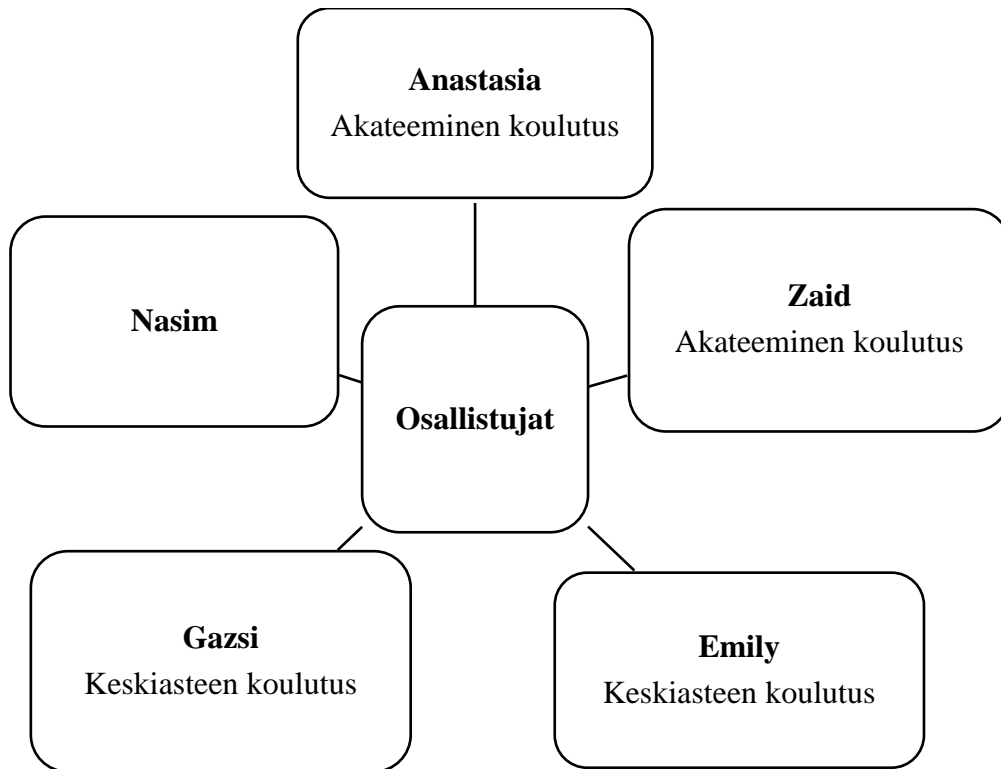 Anastasia
Akateeminen koulutus
Nasim
Zaid
Akateeminen koulutus
Osallistujat
Gazsi
Keskiasteen koulutus
Emily
Keskiasteen koulutus